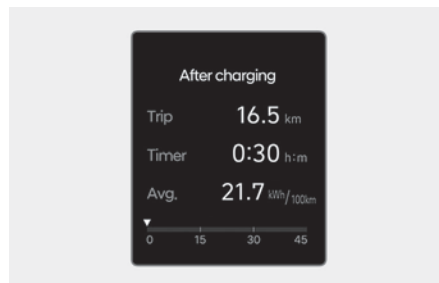 After charging
Trip 16.5 km
Timer 0:30 h:m
Avg. 21.7 kWh/100km
0 15 30 45